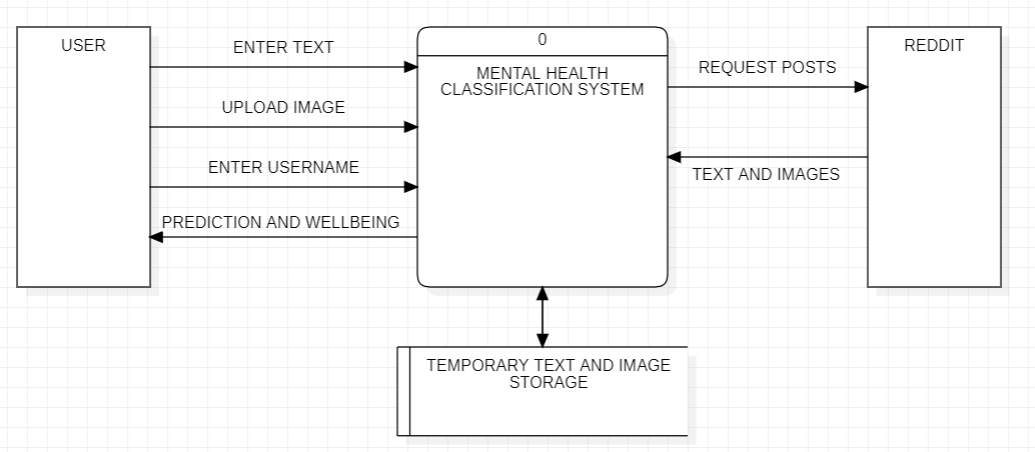 USER
ENTER TEXT
UPLOAD IMAGE
ENTER USERNAME
PREDICTION AND WELLBEING
0
MENTAL HEALTH
CLASSIFICATION SYSTEM
REQUEST POSTS
TEXT AND IMAGES
REDDIT
TEMPORARY TEXT AND IMAGE
STORAGE